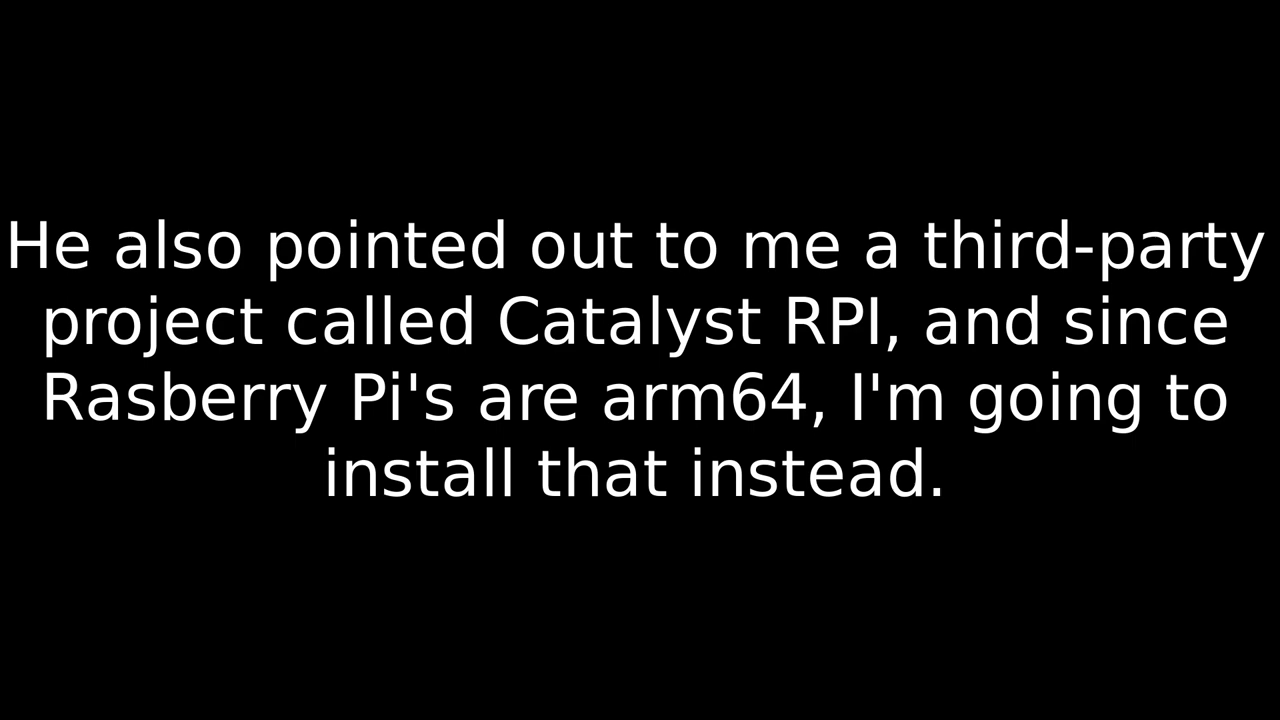 He also pointed out to me a third-party
project called Catalyst RPI, and since
Rasberry Pi's are arm64, I'm going to
install that instead.